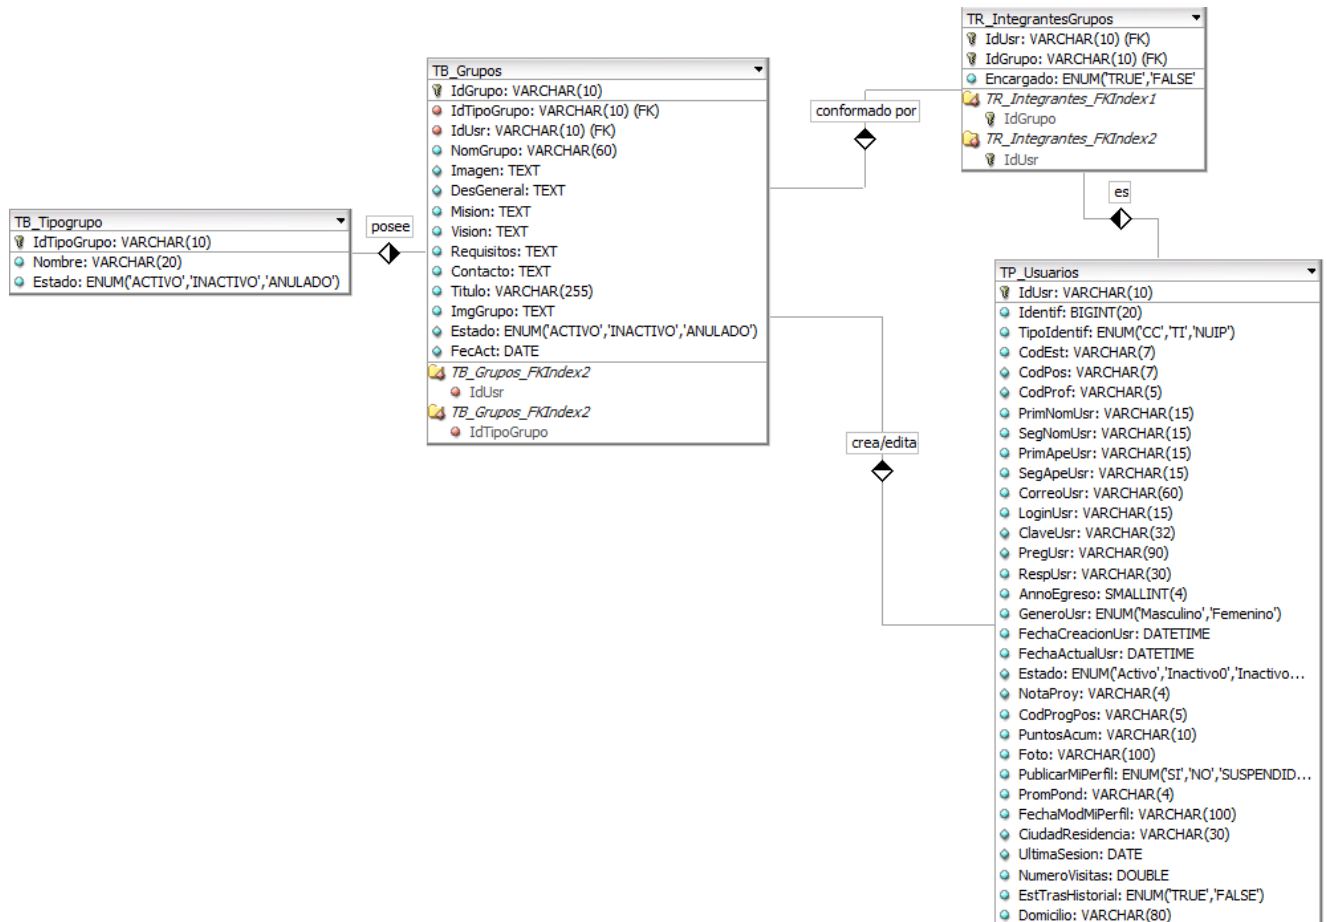 TB_Tipogrupo
IdTipoGrupo: VARCHAR(10)
Nombre: VARCHAR(20)
Estado: ENUM('ACTIVO','INACTIVO','ANULADO')
posee
TB_Grupos
IdGrupo: VARCHAR(10)
IdTipoGrupo: VARCHAR(10) (FK)
IdUsr: VARCHAR(10) (FK)
NomGrupo: VARCHAR(60)
Imagen: TEXT
DesGeneral: TEXT
Mision: TEXT
Vision: TEXT
Requisitos: TEXT
Contacto: TEXT
Titulo: VARCHAR(255)
ImgGrupo: TEXT
Estado: ENUM('ACTIVO','INACTIVO','ANULADO')
FecAct: DATE
TB_Grupos_FKIndex2
IdUsr
TB_Grupos_FKIndex2
IdTipoGrupo
conformado por
crea/edita
TR_IntegrantesGrupos
IdUsr: VARCHAR(10) (FK)
IdGrupo: VARCHAR(10) (FK)
Encargado: ENUM('TRUE','FALSE'
TR_Integrantes_FKIndex1
IdGrupo
TR_Integrantes_FKIndex2
IdUsr
es
TP_Usuarios
IdUsr: VARCHAR(10)
Identif: BIGINT(20)
TipoIdentif: ENUM('CC','TI','NUIP')
CodEst: VARCHAR(7)
CodPos: VARCHAR(7)
CodProf: VARCHAR(5)
PrimNomUsr: VARCHAR(15)
SegNomUsr: VARCHAR(15)
PrimApeUsr: VARCHAR(15)
SegApeUsr: VARCHAR(15)
CorreoUsr: VARCHAR(60)
LoginUsr: VARCHAR(15)
ClaveUsr: VARCHAR(32)
PregUsr: VARCHAR(90)
RespUsr: VARCHAR(30)
AnnoEgreso: SMALLINT(4)
GeneroUsr: ENUM('Masculino','Femenino')
FechaCreacionUsr: DATETIME
FechaActualUsr: DATETIME
Estado: ENUM('Activo','Inactivo0','Inactivo...
NotaProy: VARCHAR(4)
CodProgPos: VARCHAR(5)
PuntosAcum: VARCHAR(10)
Foto: VARCHAR(100)
PublicarMiPerfil: ENUM('SI','NO','SUSPENDID...
PromPond: VARCHAR(4)
FechaModMiPerfil: VARCHAR(100)
CiudadResidencia: VARCHAR(30)
UltimaSesion: DATE
NumeroVisitas: DOUBLE
EstTrasHistorial: ENUM('TRUE','FALSE')
Domicilio: VARCHAR(80)